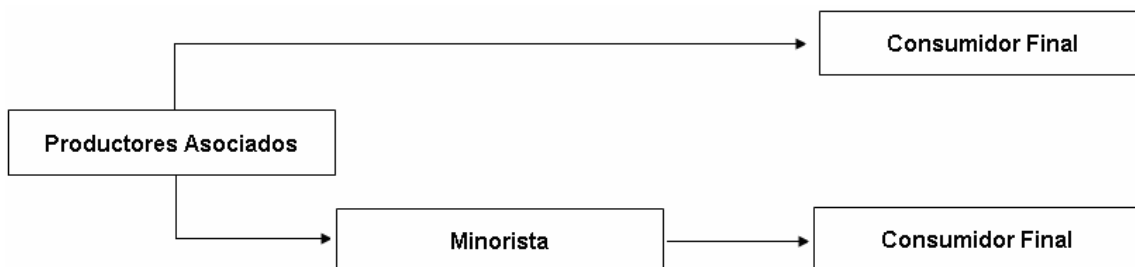 Consumidor Final
Productores Asociados
Minorista
Consumidor Final